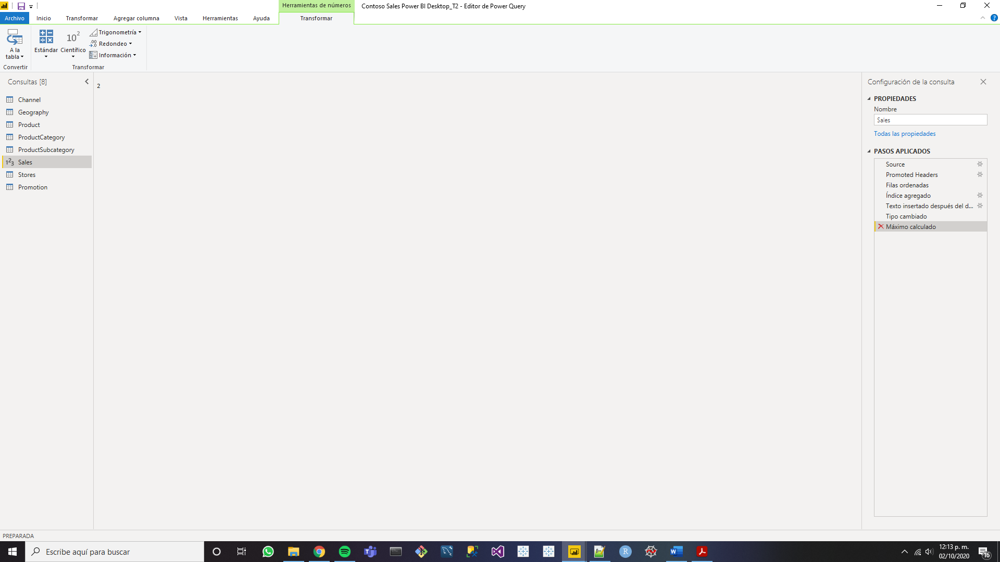 Herramientas de números
Contoso Sales Power BI Desktop_T2 - Editor de Power Query
Archivo
Inicio
Transformar
Agregar columna
Vista
Herramientas
Ayuda
Transformar
A la
tabla
Convertir
Estándar
10²
Científico
Trigonometría
Redondeo
Información
Transformar
Consultas [8]
Channel
Geography
Product
ProductCategory
ProductSubcategory
Sales
Stores
Promotion
2
Configuración de la consulta
PROPIEDADES
Nombre
Sales
Todas las propiedades
PASOS APLICADOS
Source
Promoted Headers
Filas ordenadas
Índice agregado
Texto insertado después del d...
Tipo cambiado
Máximo calculado
PREPARADA
Escribe aquí para buscar
12:13 p. m.
02/10/2020
16